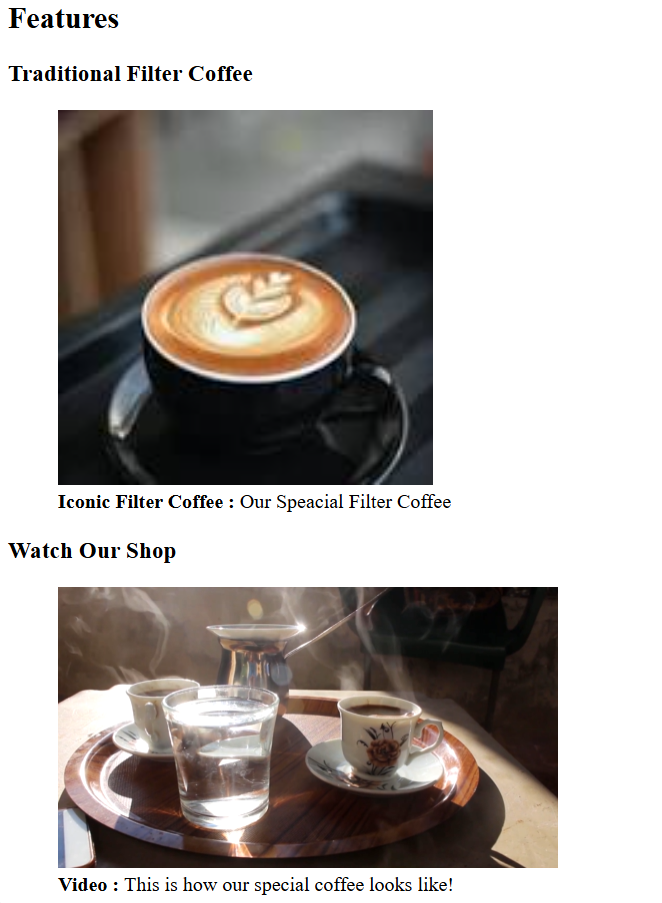 Features
Traditional Filter Coffee
Iconic Filter Coffee : Our Speacial Filter Coffee
Watch Our Shop
Video : This is how our special coffee looks like!